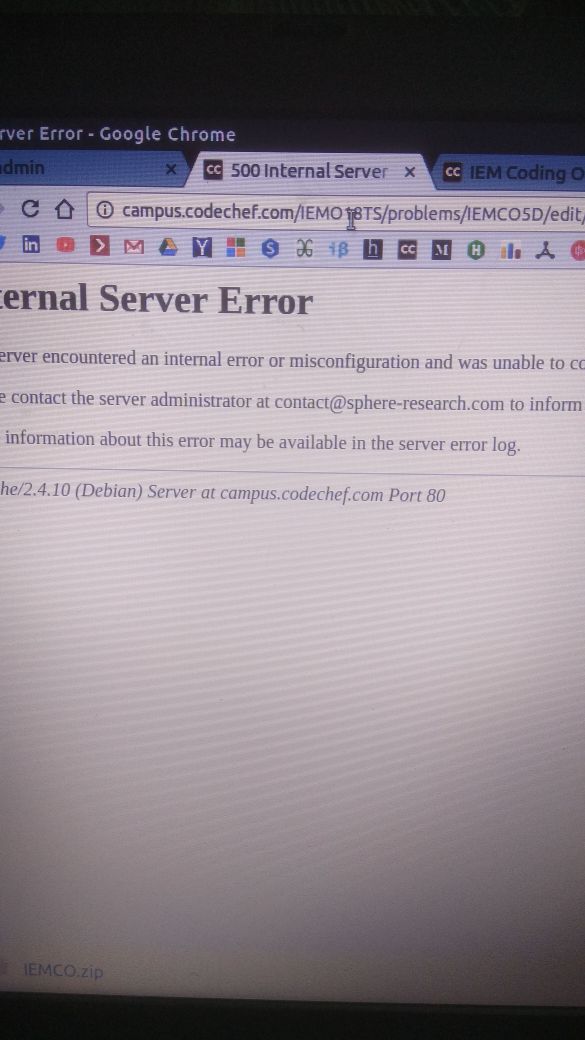 rver Error - Google Chrome
admin × CC 500 Internal Server × CC IEM Coding O
campus.codechef.com/IEMO18TS/problems/IEMCO5D/edit/
in Y S β h CC M H
ternal Server Error
erver encountered an internal error or misconfiguration and was unable to co
e contact the server administrator at contact@sphere-research.com to inform
information about this error may be available in the server error log.
he/2.4.10 (Debian) Server at campus.codechef.com Port 80
IEMCO.zip